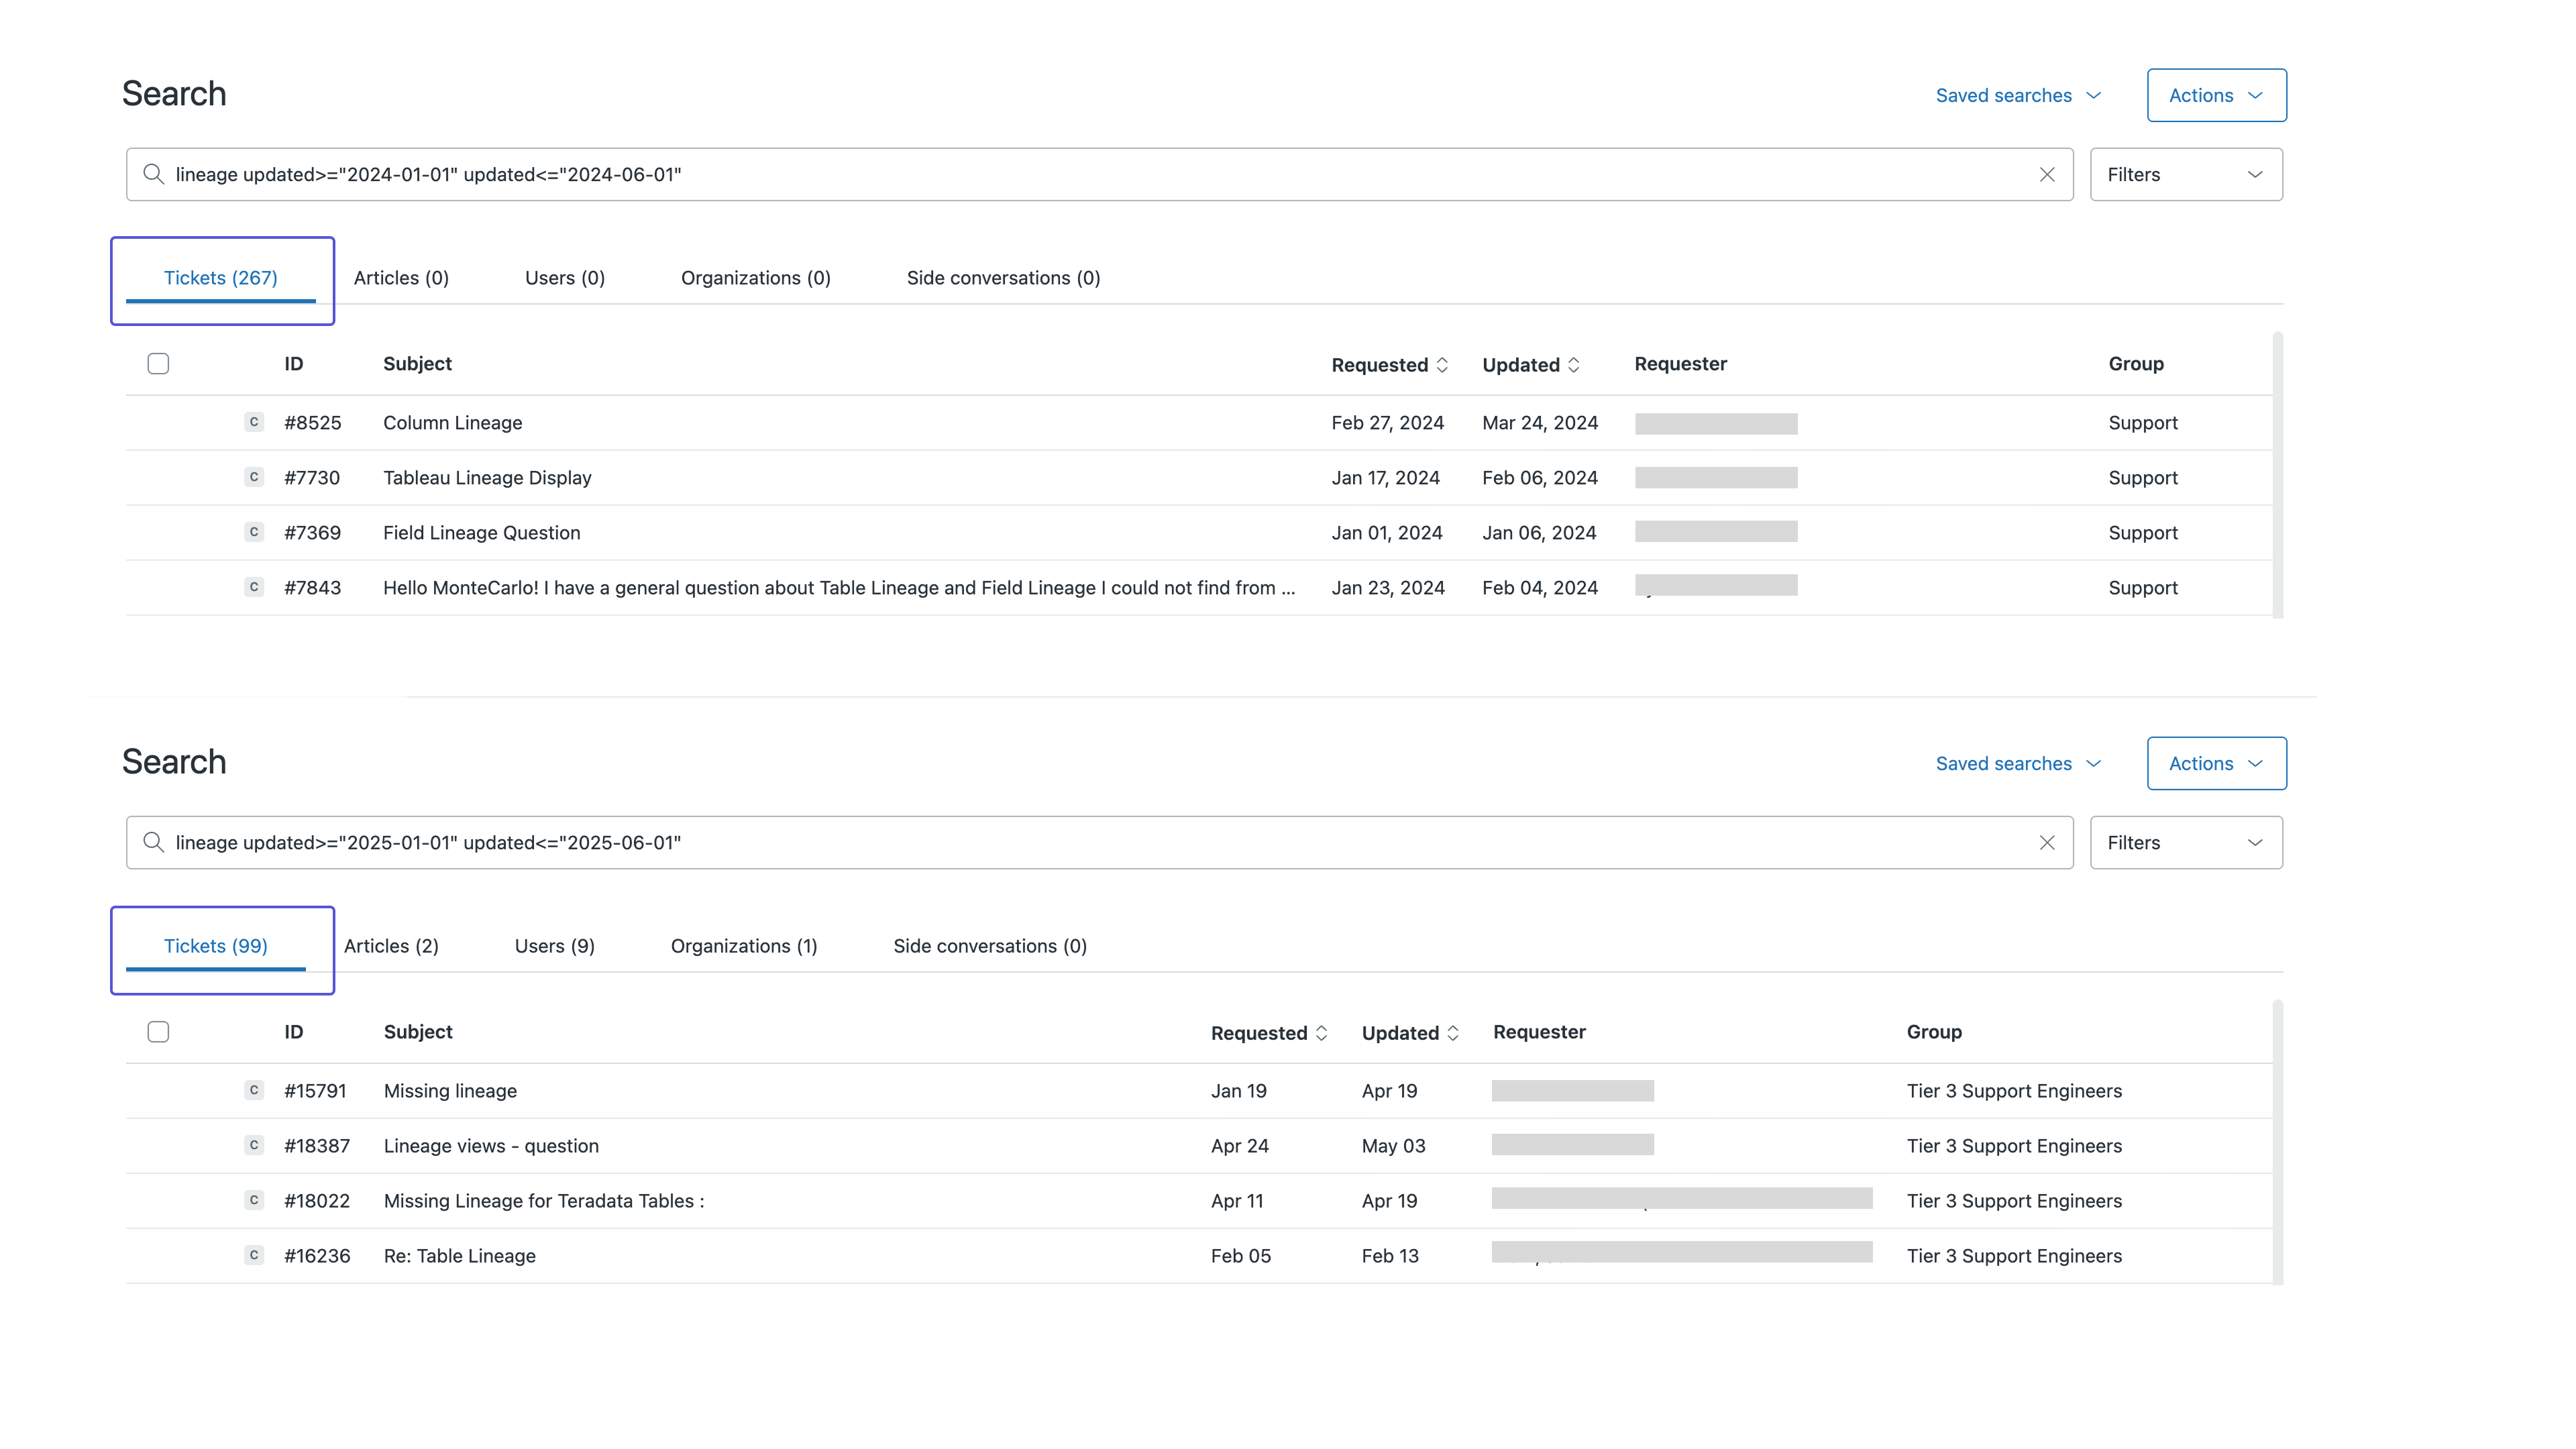 Search
Saved searches
Actions
lineage updated>="2024-01-01" updated<="2024-06-01"
Filters
Tickets (267) Articles (0) Users (0) Organizations (0) Side conversations (0)
ID Subject Requested Updated Requester Group
C #8525 Column Lineage Feb 27, 2024 Mar 24, 2024 Support
C #7730 Tableau Lineage Display Jan 17, 2024 Feb 06, 2024 Support
C #7369 Field Lineage Question Jan 01, 2024 Jan 06, 2024 Support
C #7843 Hello MonteCarlo! I have a general question about Table Lineage and Field Lineage I could not find from ... Jan 23, 2024 Feb 04, 2024 Support
Search
Saved searches
Actions
lineage updated>="2025-01-01" updated<="2025-06-01"
Filters
Tickets (99) Articles (2) Users (9) Organizations (1) Side conversations (0)
ID Subject Requested Updated Requester Group
C #15791 Missing lineage Jan 19 Apr 19 Tier 3 Support Engineers
C #18387 Lineage views - question Apr 24 May 03 Tier 3 Support Engineers
C #18022 Missing Lineage for Teradata Tables : Apr 11 Apr 19 Tier 3 Support Engineers
C #16236 Re: Table Lineage Feb 05 Feb 13 Tier 3 Support Engineers